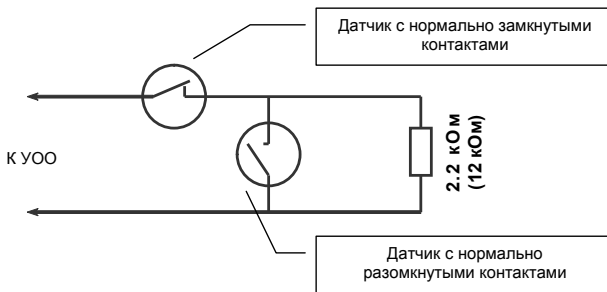 Датчик с нормально замкнутыми
контактами
К УОО
2.2 кОм
(12 кОм)
Датчик с нормально
разомкнутыми контактами